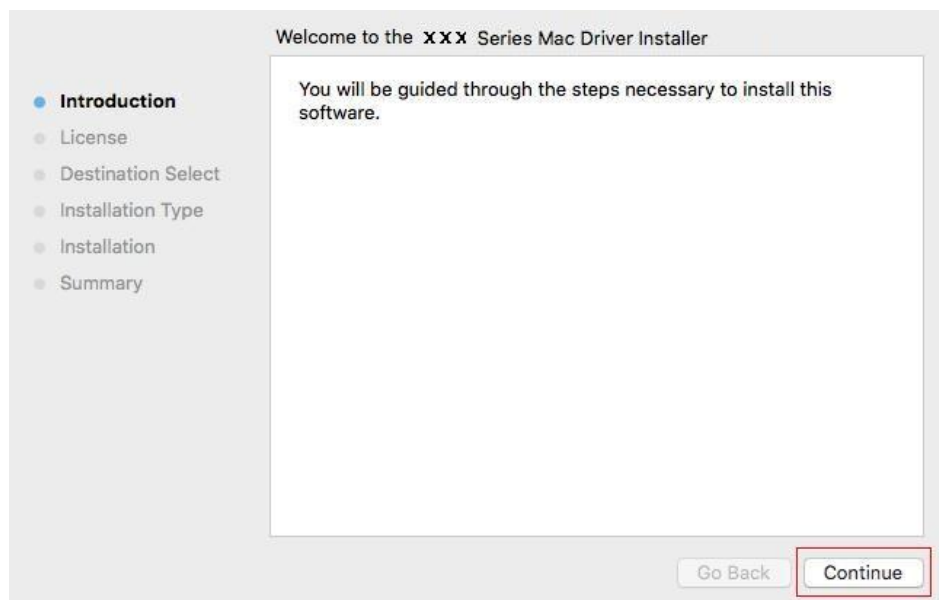 Welcome to the xxx Series Mac Driver Installer
Introduction
License
Destination Select
Installation Type
Installation
Summary
You will be guided through the steps necessary to install this
software.
Go Back
Continue